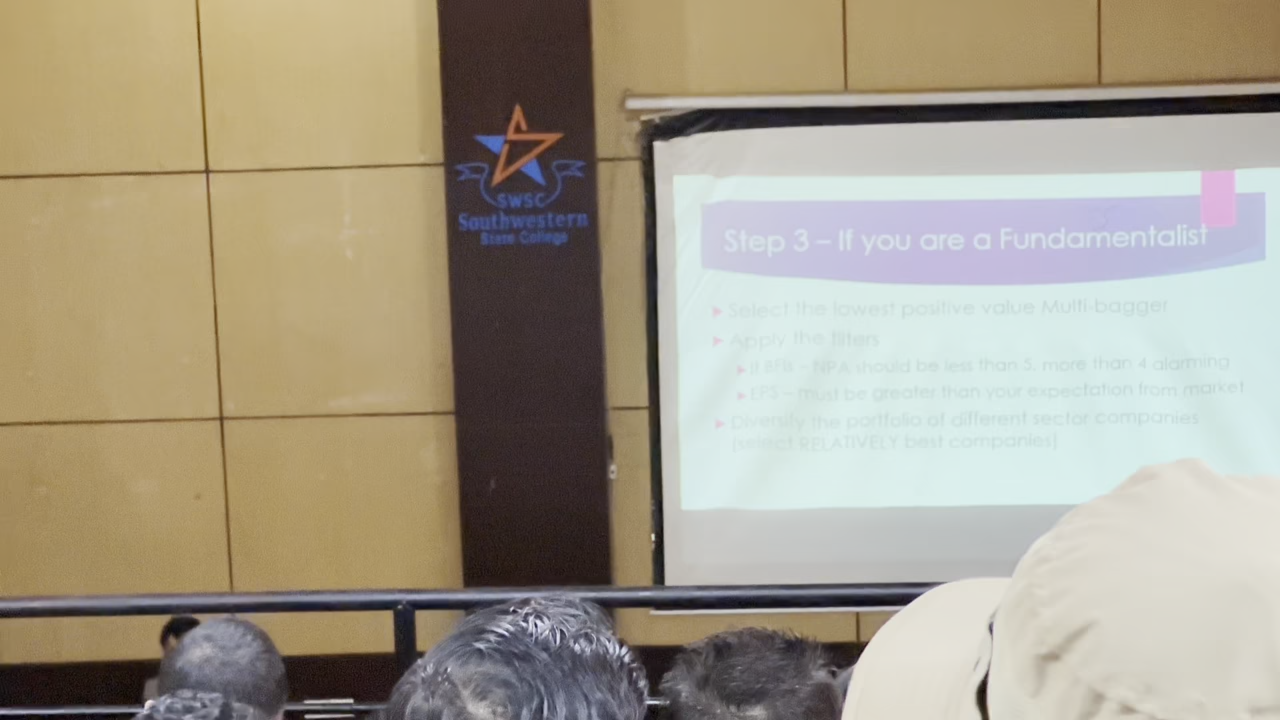 SWSC
Southwestern
State College
Step 3 – If you are a Fundamentalist
Select the lowest positive value Multi-bagger
Apply the filters
If BFIs – NPA should be less than 5, more than 4 alarming
EPS – must be greater than your expectation from market
Diversify the portfolio of different sector companies
(select RELATIVELY best companies)